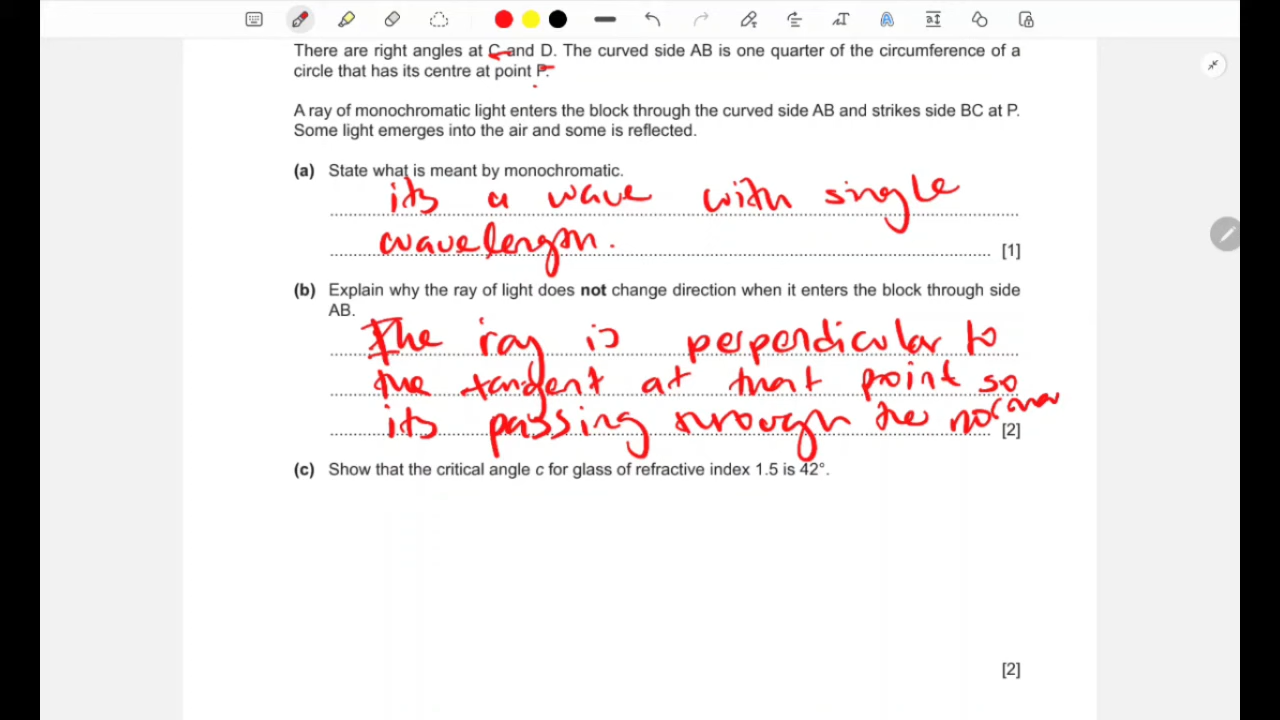 There are right angles at C and D. The curved side AB is one quarter of the circumference of a
circle that has its centre at point P.
A ray of monochromatic light enters the block through the curved side AB and strikes side BC at P.
Some light emerges into the air and some is reflected.
(a) State what is meant by monochromatic.
its a wave with single
wavelength.
[1]
(b) Explain why the ray of light does not change direction when it enters the block through side
AB.
The ray is perpendicular to
the tangent at that point so
its passing through the normal
[2]
(c) Show that the critical angle c for glass of refractive index 1.5 is 42°.
[2]